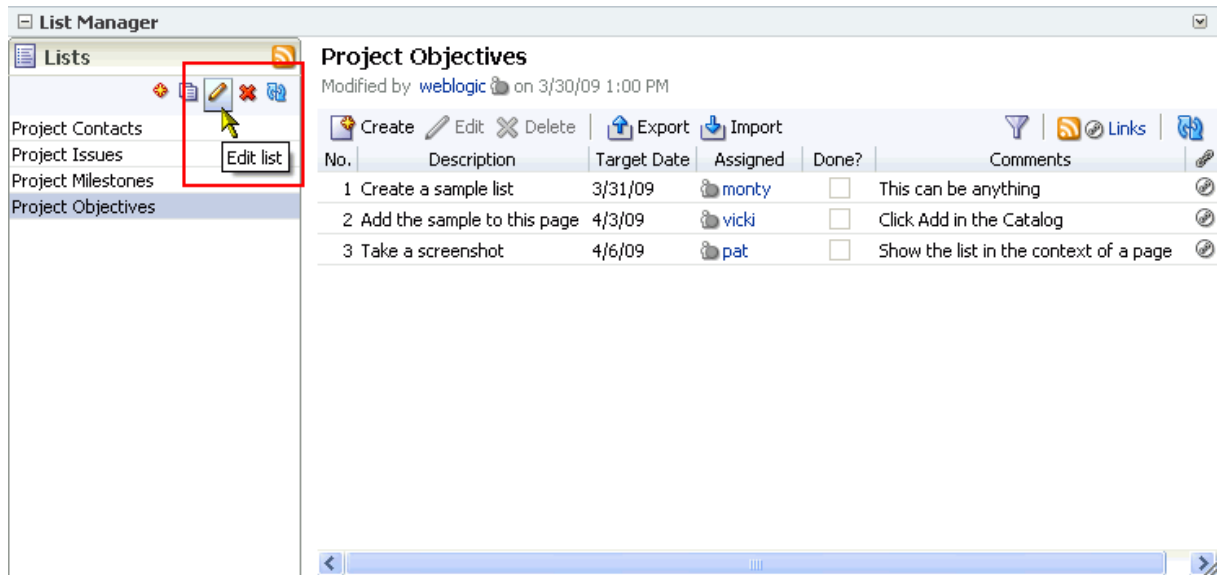 List Manager
Lists
Edit list
Project Contacts
Project Issues
Project Milestones
Project Objectives
Project Objectives
Modified by weblogic on 3/30/09 1:00 PM
Create Edit Delete Export Import Links
No. Description Target Date Assigned Done? Comments
1 Create a sample list 3/31/09 monty This can be anything
2 Add the sample to this page 4/3/09 vicki Click Add in the Catalog
3 Take a screenshot 4/6/09 pat Show the list in the context of a page